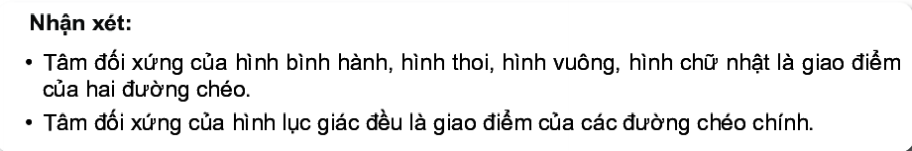 Nhận xét:
• Tâm đối xứng của hình bình hành, hình thoi, hình vuông, hình chữ nhật là giao điểm
của hai đường chéo.
• Tâm đối xứng của hình lục giác đều là giao điểm của các đường chéo chính.